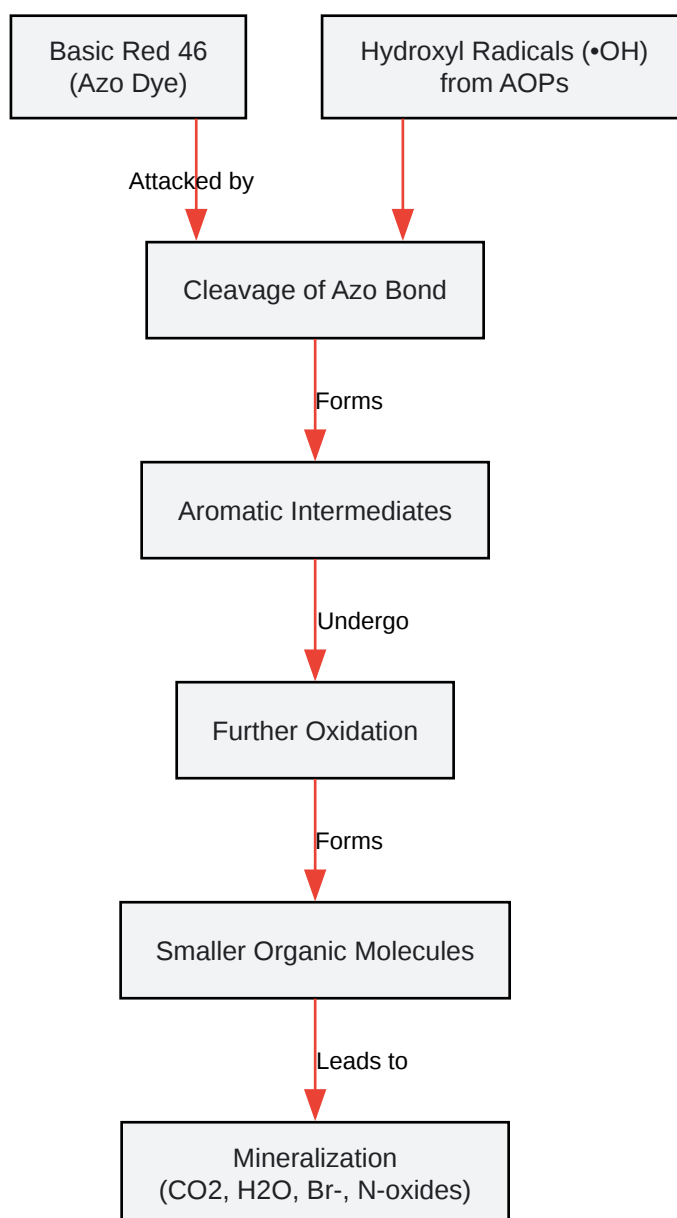 Basic Red 46
(Azo Dye)
Hydroxyl Radicals (•OH)
from AOPs
Attacked by
Cleavage of Azo Bond
Forms
Aromatic Intermediates
Undergo
Further Oxidation
Forms
Smaller Organic Molecules
Leads to
Mineralization
(CO2, H2O, Br-, N-oxides)